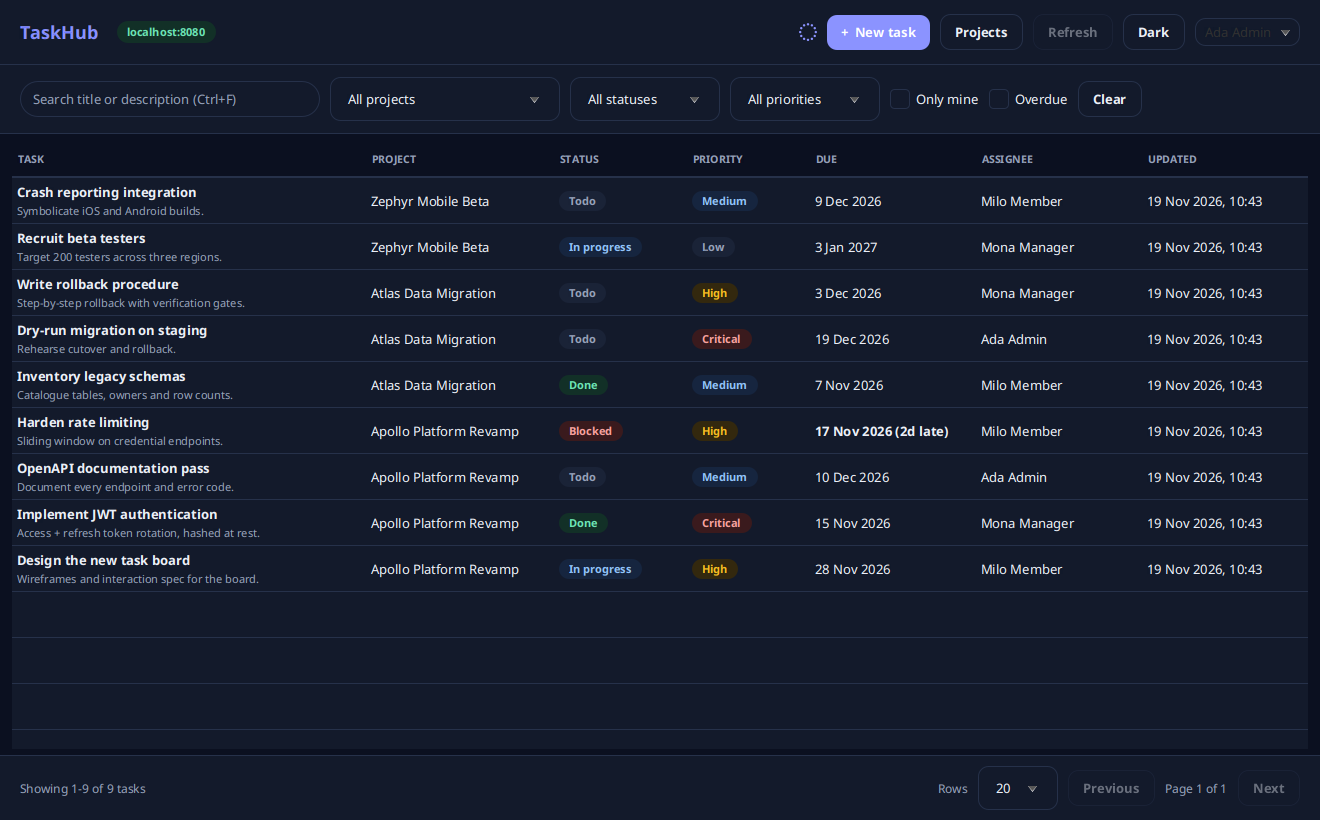 TaskHub localhost:8080 + New task Projects Refresh Dark Ada Admin
Search title or description (Ctrl+F) All projects All statuses All priorities Only mine Overdue Clear
TASK PROJECT STATUS PRIORITY DUE ASSIGNEE UPDATED
Crash reporting integration
Symbolicate iOS and Android builds.
Zephyr Mobile Beta Todo Medium 9 Dec 2026 Milo Member 19 Nov 2026, 10:43
Recruit beta testers
Target 200 testers across three regions.
Zephyr Mobile Beta In progress Low 3 Jan 2027 Mona Manager 19 Nov 2026, 10:43
Write rollback procedure
Step-by-step rollback with verification gates.
Atlas Data Migration Todo High 3 Dec 2026 Mona Manager 19 Nov 2026, 10:43
Dry-run migration on staging
Rehearse cutover and rollback.
Atlas Data Migration Todo Critical 19 Dec 2026 Ada Admin 19 Nov 2026, 10:43
Inventory legacy schemas
Catalogue tables, owners and row counts.
Atlas Data Migration Done Medium 7 Nov 2026 Milo Member 19 Nov 2026, 10:43
Harden rate limiting
Sliding window on credential endpoints.
Apollo Platform Revamp Blocked High 17 Nov 2026 (2d late) Milo Member 19 Nov 2026, 10:43
OpenAPI documentation pass
Document every endpoint and error code.
Apollo Platform Revamp Todo Medium 10 Dec 2026 Ada Admin 19 Nov 2026, 10:43
Implement JWT authentication
Access + refresh token rotation, hashed at rest.
Apollo Platform Revamp Done Critical 15 Nov 2026 Mona Manager 19 Nov 2026, 10:43
Design the new task board
Wireframes and interaction spec for the board.
Apollo Platform Revamp In progress High 28 Nov 2026 Milo Member 19 Nov 2026, 10:43
Showing 1-9 of 9 tasks Rows 20 Previous Page 1 of 1 Next